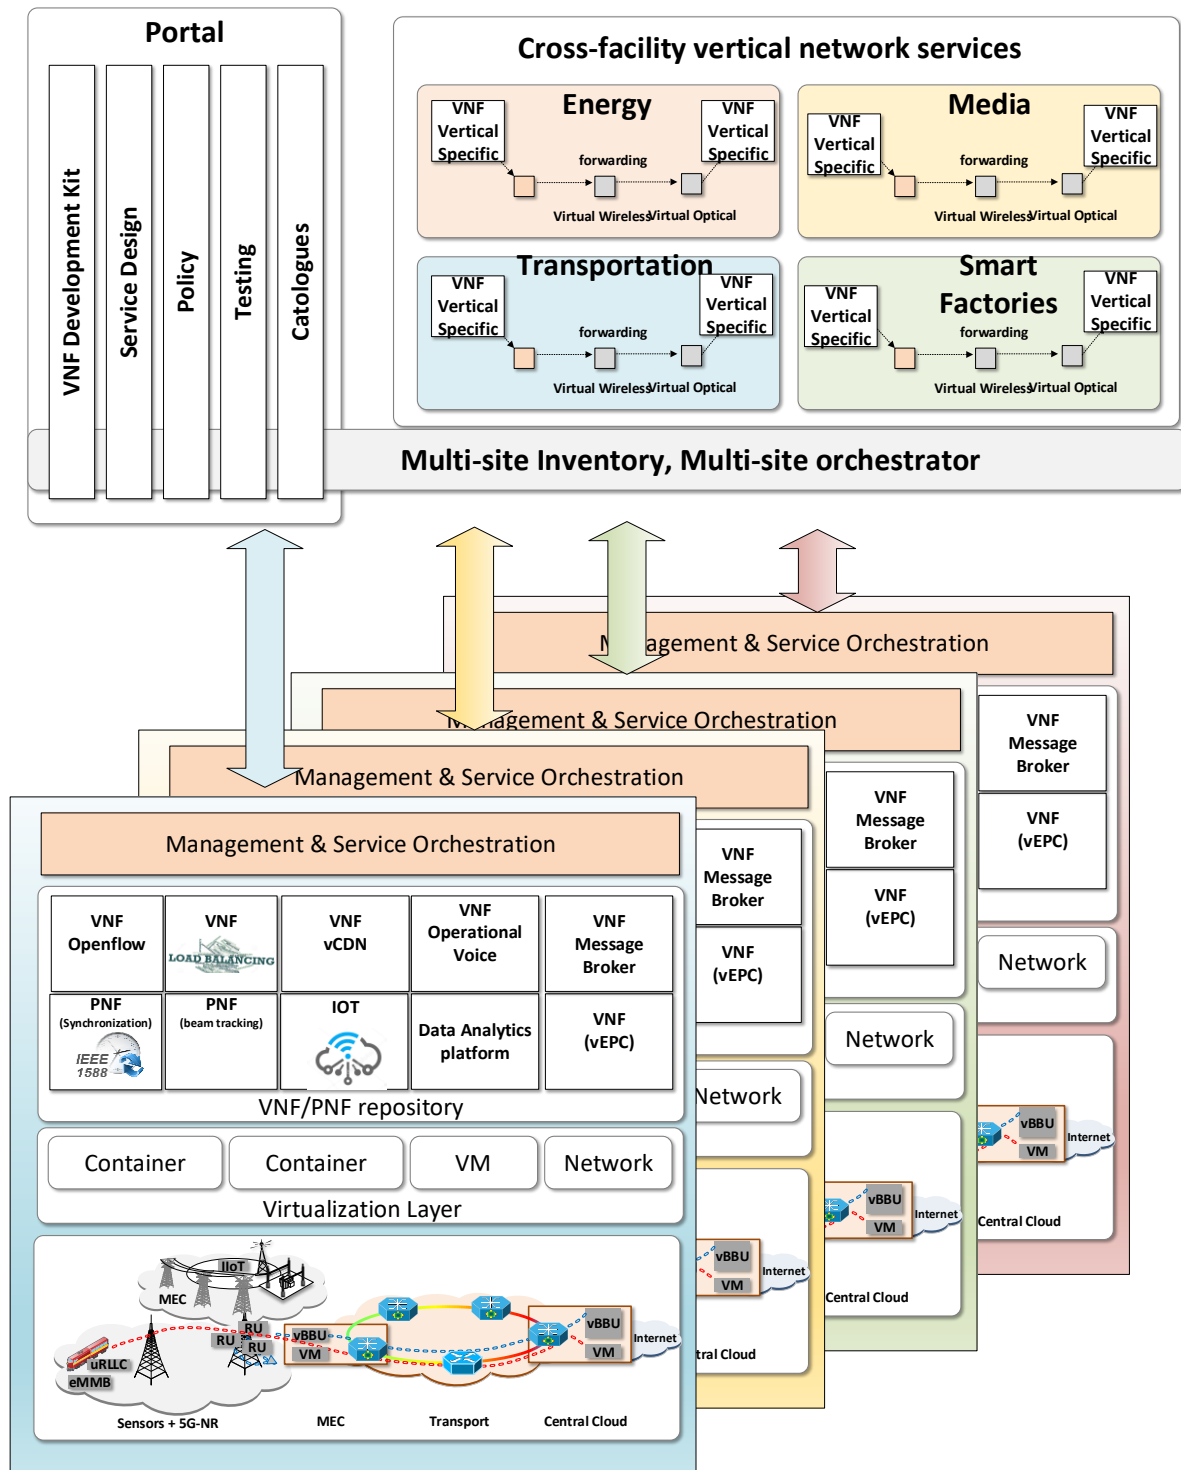 Portal
VNF Development Kit
Service Design
Policy
Testing
Catologues
Cross-facility vertical network services
Energy
VNF
Vertical
Specific
forwarding
VNF
Vertical
Specific
Virtual Wireless
Virtual Optical
Media
VNF
Vertical
Specific
forwarding
VNF
Vertical
Specific
Virtual Wireless
Virtual Optical
Transportation
VNF
Vertical
Specific
forwarding
VNF
Vertical
Specific
Virtual Wireless
Virtual Optical
Smart
Factories
VNF
Vertical
Specific
forwarding
VNF
Vertical
Specific
Virtual Wireless
Virtual Optical
Multi-site Inventory, Multi-site orchestrator
Management & Service Orchestration
VNF
Message
Broker
VNF
(vEPC)
Network
vBBU
VM
Internet
Central Cloud
Management & Service Orchestration
VNF
Message
Broker
VNF
(vEPC)
Network
vBBU
VM
Internet
Central Cloud
Management & Service Orchestration
VNF
Message
Broker
VNF
(vEPC)
Network
vBBU
VM
Internet
ntral Cloud
Management & Service Orchestration
VNF
Openflow
VNF
LOAD BALANCING
VNF
vCDN
VNF
Operational
Voice
VNF
Message
Broker
PNF
(Synchronization)
IEEE
1588
PNF
(beam tracking)
IOT
Data Analytics
platform
VNF
(vEPC)
VNF/PNF repository
Container
Container
VM
Network
Virtualization Layer
IIoT
MEC
RU
RU
RU
uRLLC
eMMB
vBBU
VM
vBBU
VM
Internet
Sensors + 5G-NR
MEC
Transport
Central Cloud